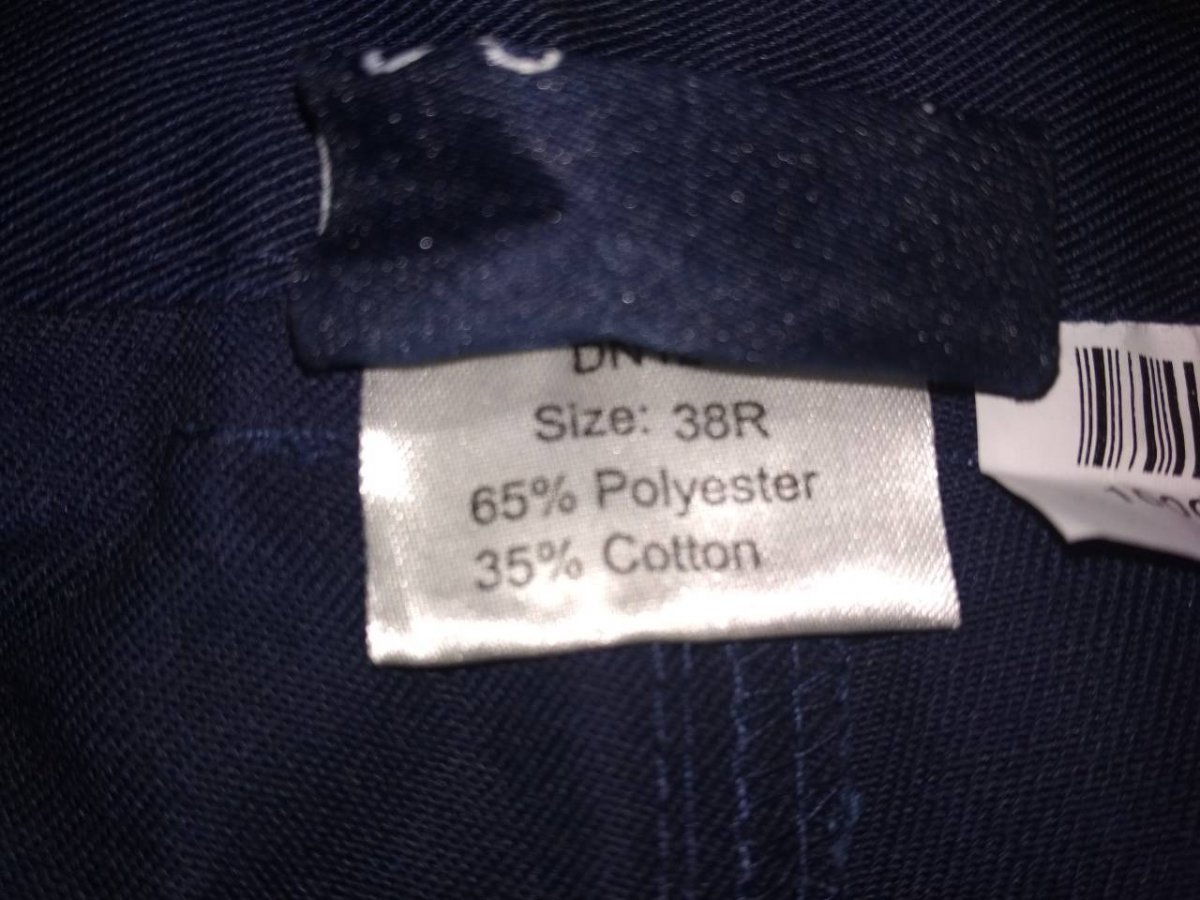 Size: 38R
65% Polyester
35% Cotton